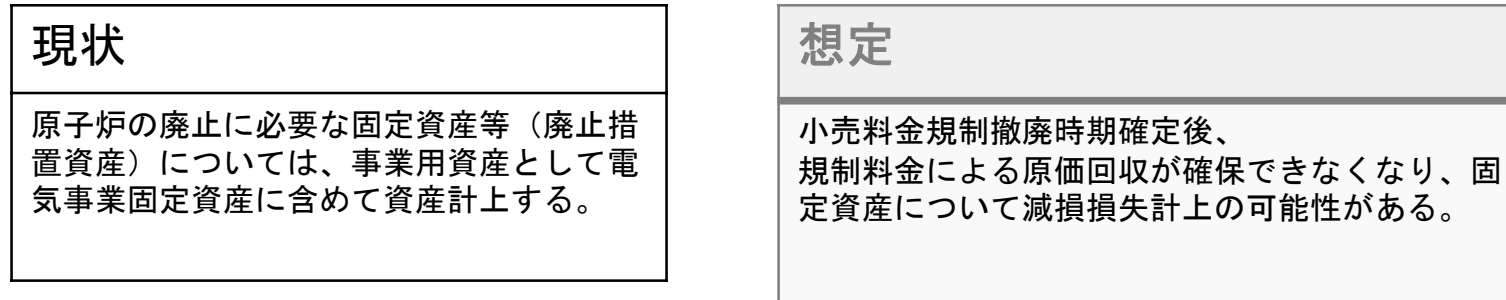 現状
原子炉の廃止に必要な固定資産等（廃止措
置資産）については、事業用資産として電
気事業固定資産に含めて資産計上する。
想定
小売料金規制撤廃時期確定後、
規制料金による原価回収が確保できなくなり、固
定資産について減損損失計上の可能性がある。